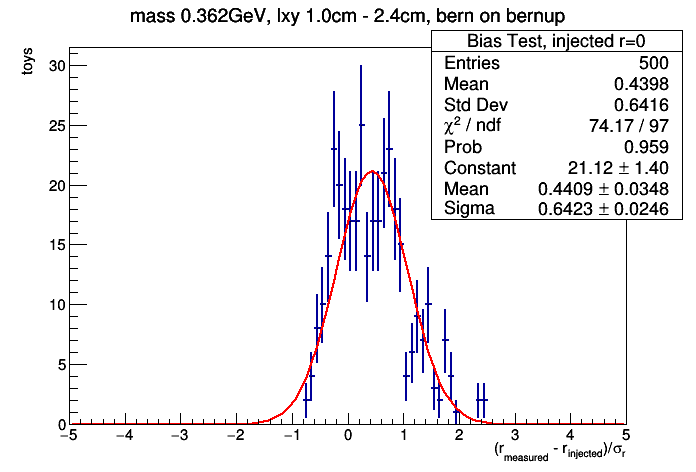 mass 0.362GeV, lxy 1.0cm - 2.4cm, bern on bernup
Bias Test, injected r=0
Entries 500
Mean 0.4398
Std Dev 0.6416
χ² / ndf 74.17 / 97
Prob 0.959
Constant 21.12 ± 1.40
Mean 0.4409 ± 0.0348
Sigma 0.6423 ± 0.0246
toys
30
25
20
15
10
5
0
−5 −4 −3 −2 −1 0 1 2 3 4 5
(r_measured - r_injected)/σ_r